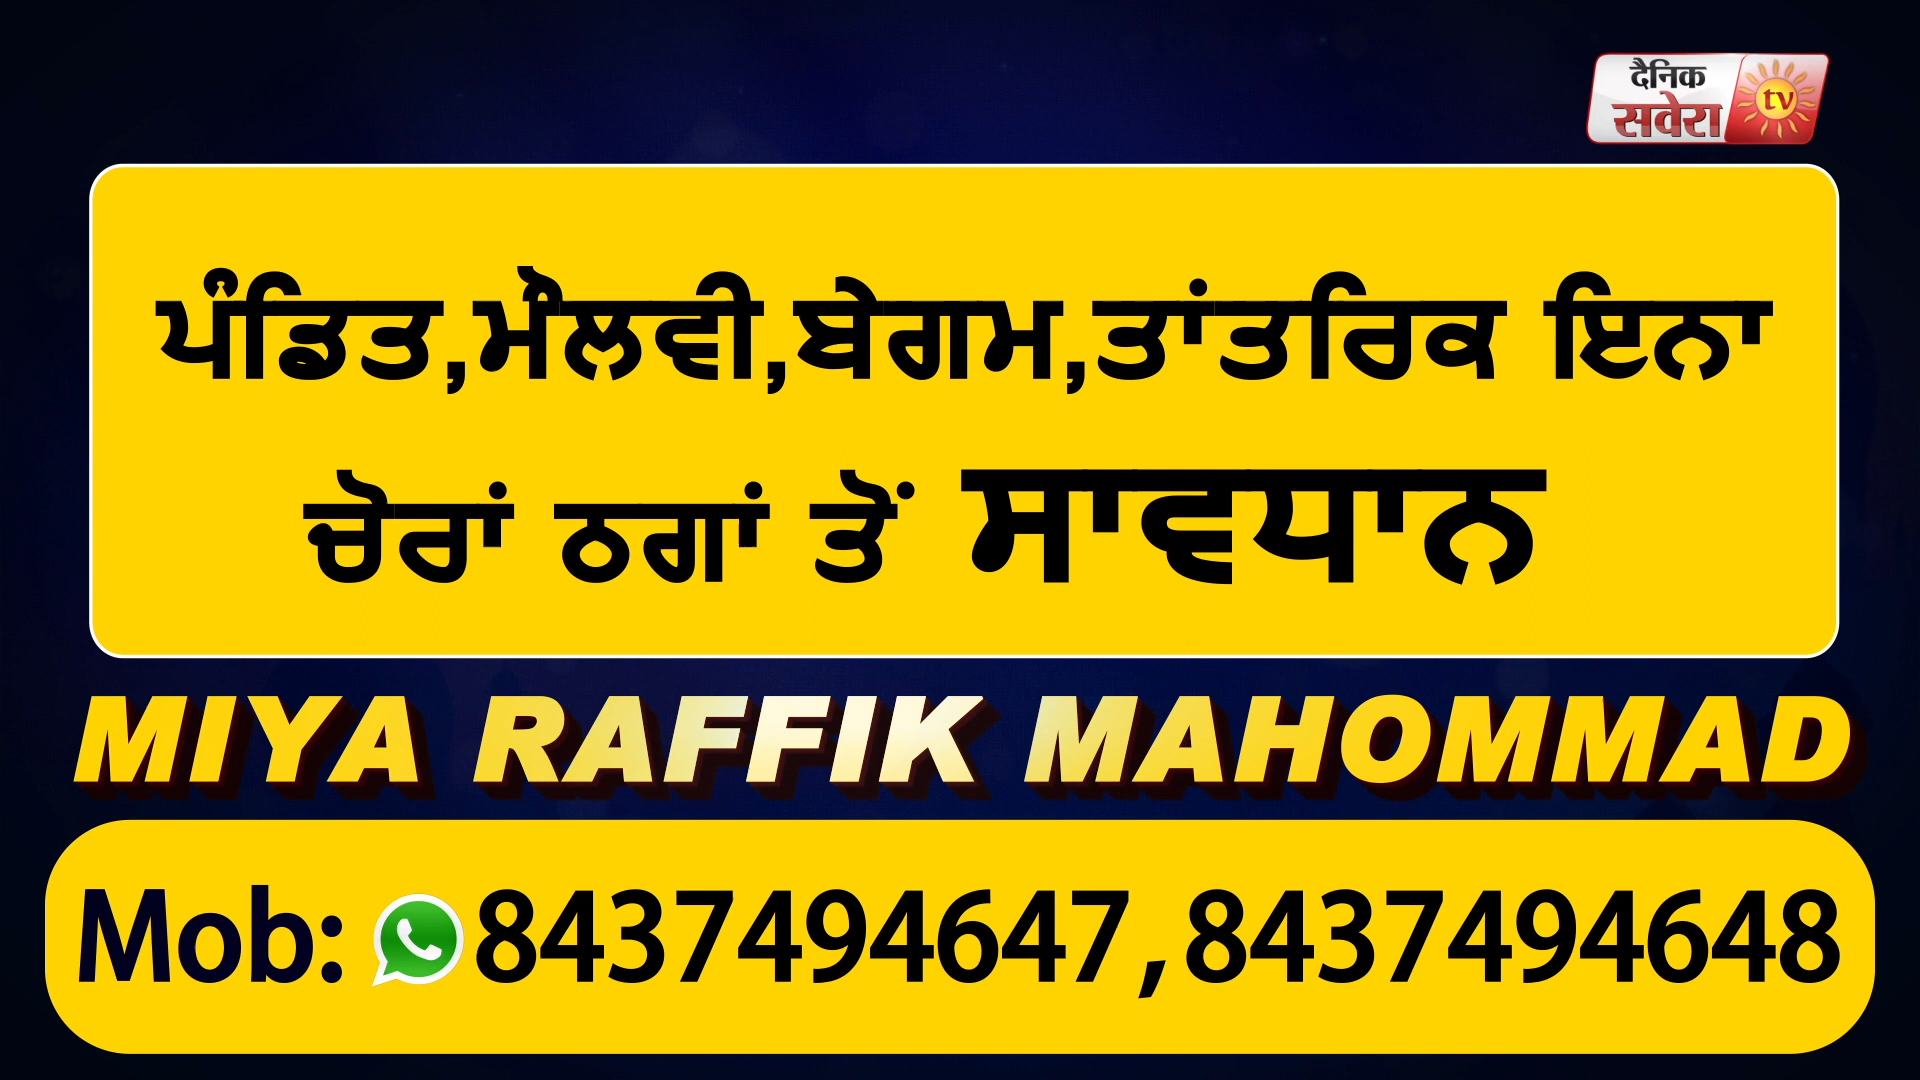 दैनिक
सवेरा tv
ਪੰਡਿਤ,ਮੌਲਵੀ,ਬੇਗਮ,ਤਾਂਤਰਿਕ ਇਨਾ
ਚੋਰਾਂ ਠਗਾਂ ਤੋਂ ਸਾਵਧਾਨ
MIYA RAFFIK MAHOMMAD
Mob: 8437494647,8437494648